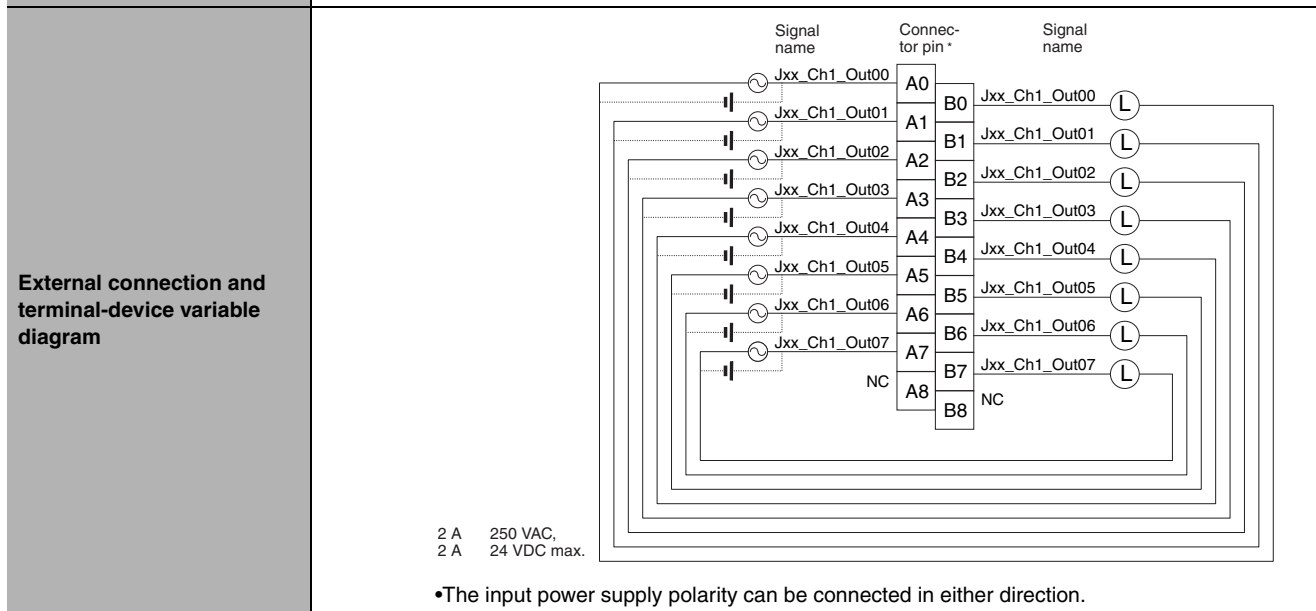 External connection and
terminal-device variable
diagram
Signal
name
Connec-
tor pin *
Signal
name
Jxx_Ch1_Out00
A0
B0
Jxx_Ch1_Out00
L
Jxx_Ch1_Out01
A1
B1
Jxx_Ch1_Out01
L
Jxx_Ch1_Out02
A2
B2
Jxx_Ch1_Out02
L
Jxx_Ch1_Out03
A3
B3
Jxx_Ch1_Out03
L
Jxx_Ch1_Out04
A4
B4
Jxx_Ch1_Out04
L
Jxx_Ch1_Out05
A5
B5
Jxx_Ch1_Out05
L
Jxx_Ch1_Out06
A6
B6
Jxx_Ch1_Out06
L
Jxx_Ch1_Out07
A7
B7
Jxx_Ch1_Out07
L
NC
A8
B8
NC
2 A 250 VAC,
2 A 24 VDC max.
•The input power supply polarity can be connected in either direction.